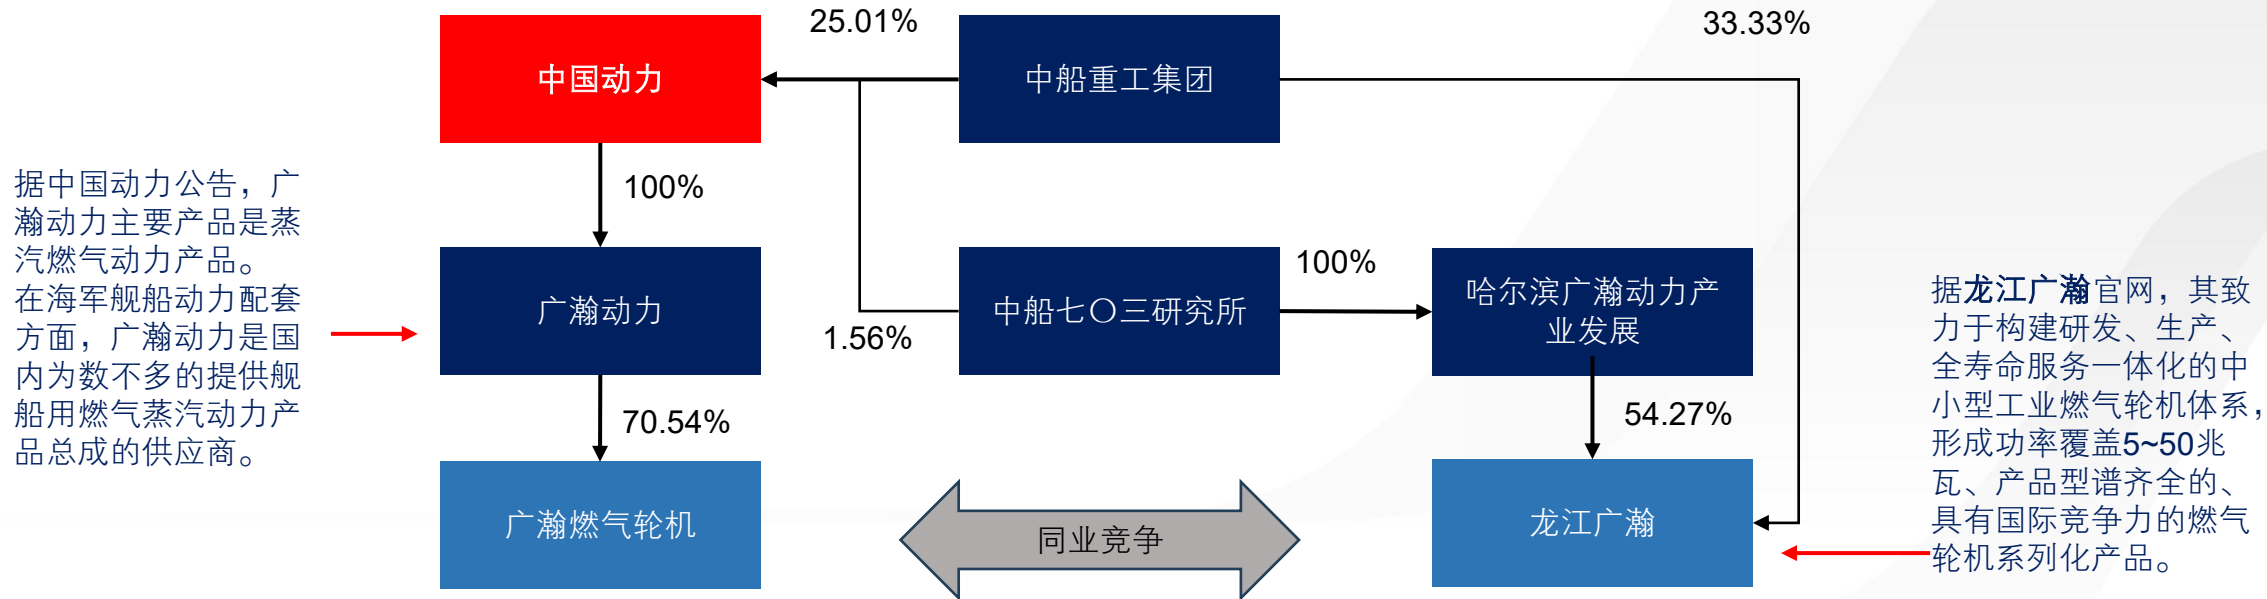 25.01%
33.33%
中国动力
中船重工集团
100%
据中国动力公告，广
瀚动力主要产品是蒸
汽燃气动力产品。
在海军舰船动力配套
方面，广瀚动力是国
内为数不多的提供舰
船用燃气蒸汽动力产
品总成的供应商。
广瀚动力
中船七〇三研究所
100%
哈尔滨广瀚动力产
业发展
1.56%
70.54%
54.27%
据龙江广瀚官网，其致
力于构建研发、生产、
全寿命服务一体化的中
小型工业燃气轮机体系，
形成功率覆盖5~50兆
瓦、产品型谱齐全的、
具有国际竞争力的燃气
轮机系列化产品。
广瀚燃气轮机
同业竞争
龙江广瀚